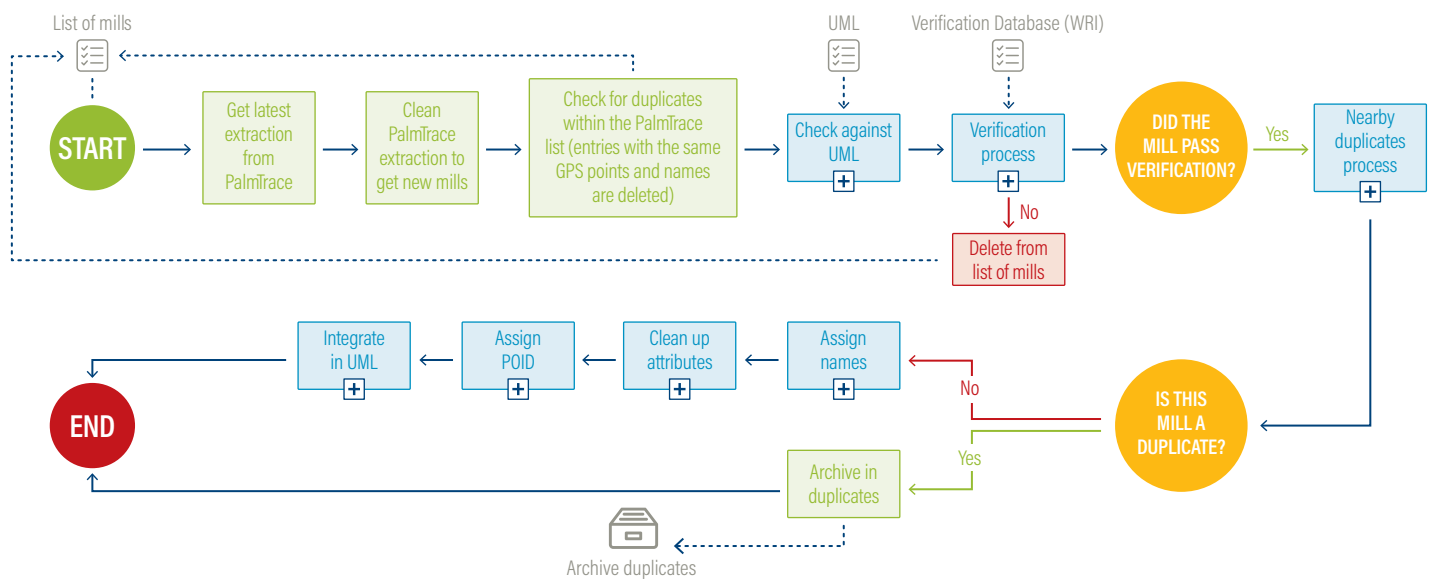 List of mills
UML
Verification Database (WRI)
START
Get latest
extraction
from
PalmTrace
Clean
PalmTrace
extraction to
get new mills
Check for duplicates
within the PalmTrace
list (entries with the same
GPS points and names
are deleted)
Check against
UML
Verification
process
DID THE
MILL PASS
VERIFICATION?
Yes
Nearby
duplicates
process
No
Delete from
list of mills
Integrate
in UML
Assign
POID
Clean up
attributes
Assign
names
No
END
IS THIS
MILL A
DUPLICATE?
Yes
Archive in
duplicates
Archive duplicates